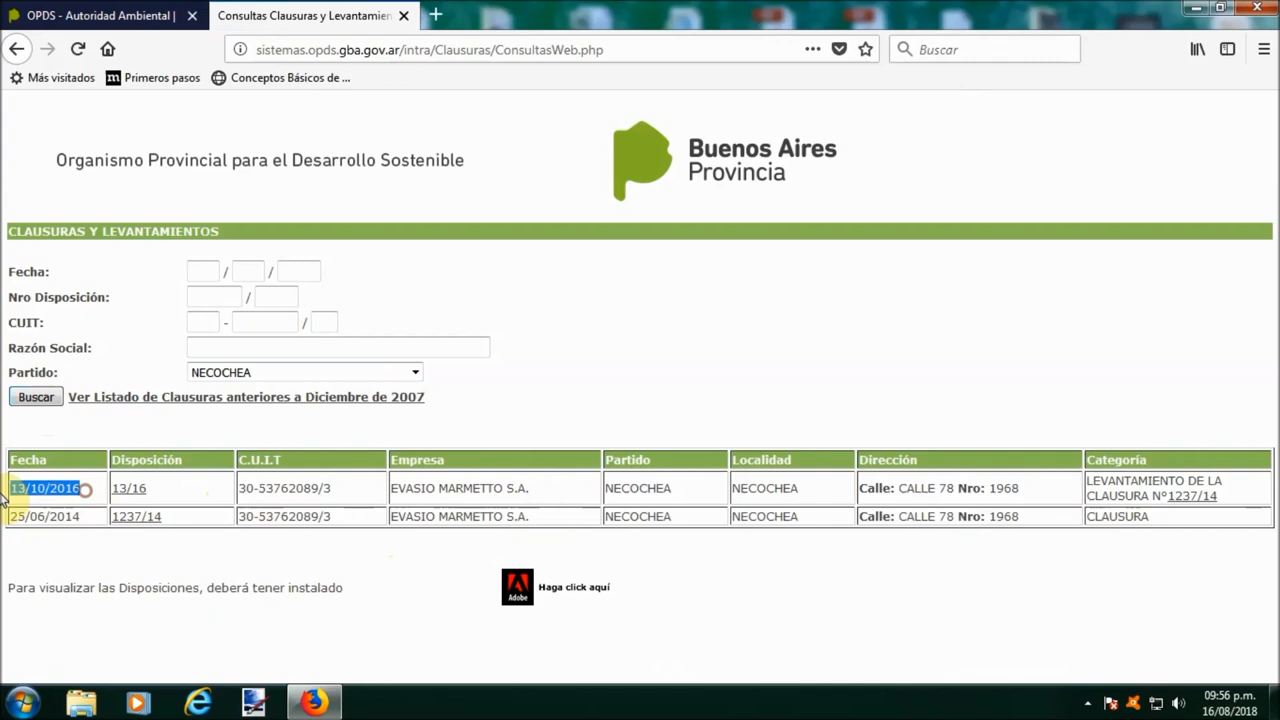 OPDS - Autoridad Ambiental |
Consultas Clausuras y Levantamien
sistemas.opds.gba.gov.ar/intra/Clausuras/ConsultasWeb.php
Buscar
Más visitados
Primeros pasos
Conceptos Básicos de ...
Organismo Provincial para el Desarrollo Sostenible
Buenos Aires
Provincia
CLAUSURAS Y LEVANTAMIENTOS
Fecha: / /
Nro Disposición: /
CUIT: - /
Razón Social:
Partido: NECOCHEA
Buscar Ver Listado de Clausuras anteriores a Diciembre de 2007
Fecha Disposición C.U.I.T Empresa Partido Localidad Dirección Categoría
13/10/2016 13/16 30-53762089/3 EVASIO MARMETTO S.A. NECOCHEA NECOCHEA Calle: CALLE 78 Nro: 1968 LEVANTAMIENTO DE LA
CLAUSURA Nº1237/14
25/06/2014 1237/14 30-53762089/3 EVASIO MARMETTO S.A. NECOCHEA NECOCHEA Calle: CALLE 78 Nro: 1968 CLAUSURA
Para visualizar las Disposiciones, deberá tener instalado
Adobe
Haga click aquí
09:56 p.m.
16/08/2018